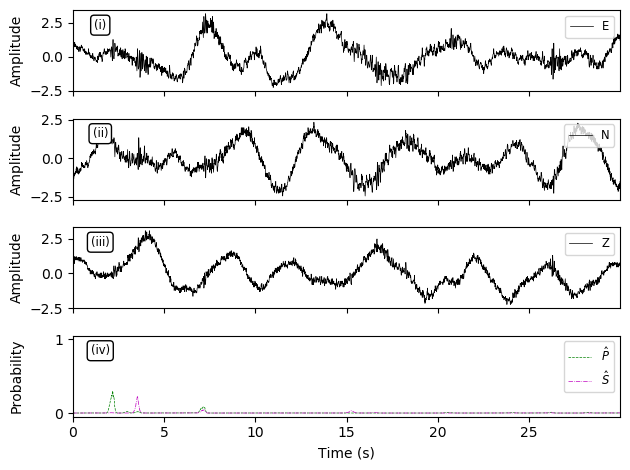 Amplitude
2.5
0.0
−2.5
(i)
E
Amplitude
2.5
0.0
−2.5
(ii)
N
Amplitude
2.5
0.0
−2.5
(iii)
Z
Probability
1
0
(iv)
P̂
Ŝ
0 5 10 15 20 25
Time (s)